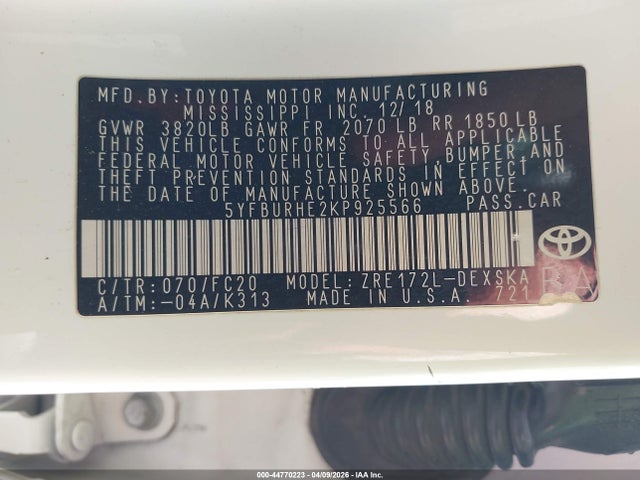 MFD.BY:TOYOTA MOTOR MANUFACTURING
MISSISSIPPI INC. 12/18
GVWR 3820LB GAWR FR 2070 LB RR 1850 LB
THIS VEHICLE CONFORMS TO ALL APPLICABLE
FEDERAL MOTOR VEHICLE SAFETY,BUMPER,AND
THEFT PREVENTION STANDARDS IN EFFECT ON
THE DATE OF MANUFACTURE SHOWN ABOVE.
5YFBURHE2KP925566 PASS.CAR
C/TR:070/FC20 MODEL:ZRE172L-DEXSKA
A/TM:-04A/K313 MADE IN U.S.A. 721
000-44770223 - 04/09/2026 - IAA Inc.